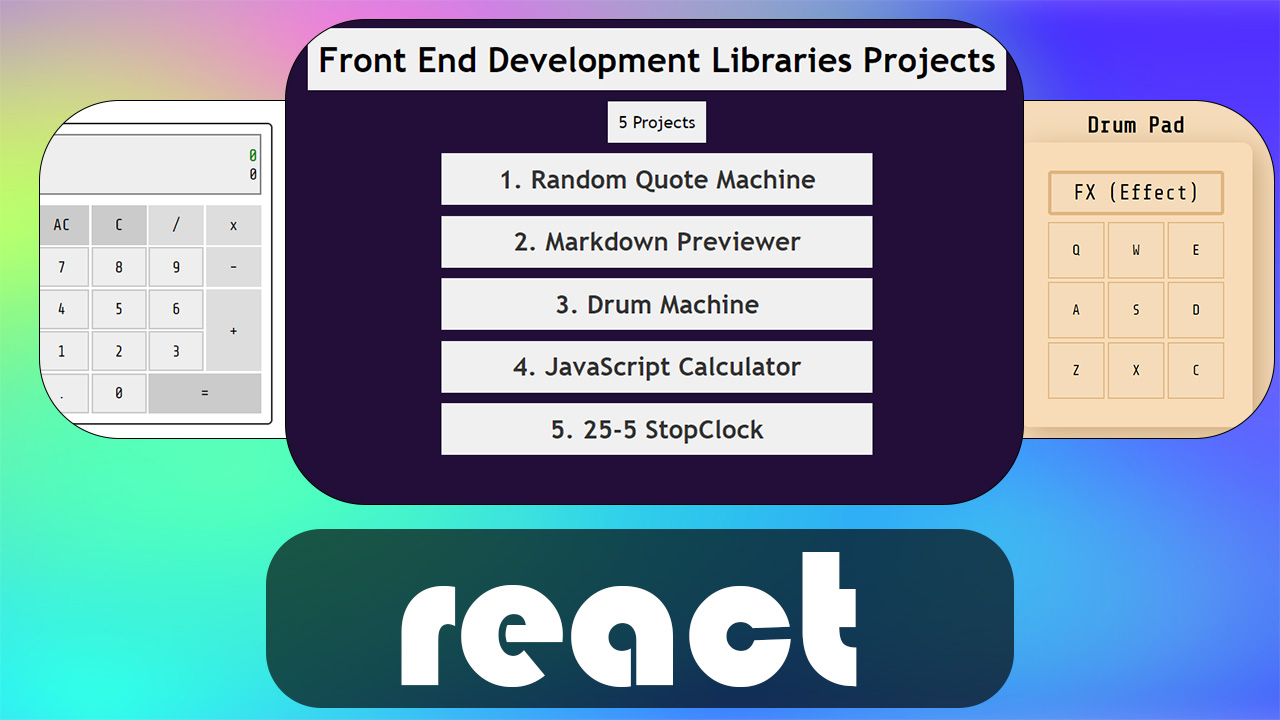 Front End Development Libraries Projects
5 Projects
1. Random Quote Machine
2. Markdown Previewer
3. Drum Machine
4. JavaScript Calculator
5. 25-5 StopClock
0
0
AC C / x
7 8 9 -
4 5 6
+
1 2 3
. 0 =
Drum Pad
FX (Effect)
Q W E
A S D
Z X C
react